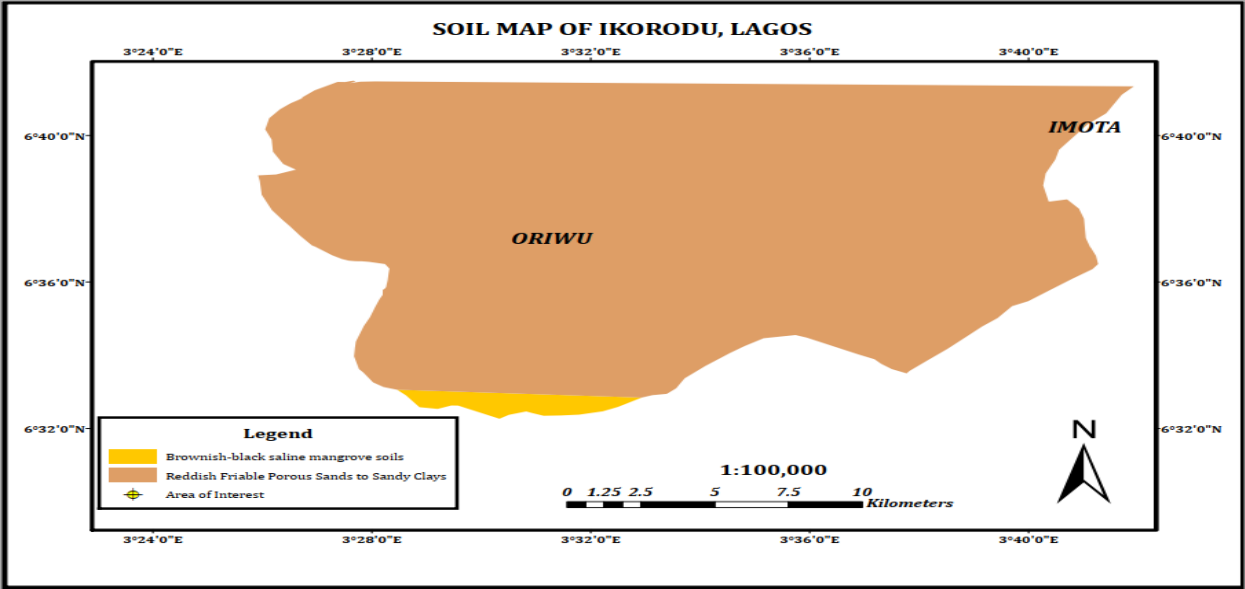 SOIL MAP OF IKORODU, LAGOS
3°24'0"E 3°28'0"E 3°32'0"E 3°36'0"E 3°40'0"E
IMOTA
6°40'0"N 6°40'0"N
ORIWU
6°36'0"N 6°36'0"N
6°32'0"N 6°32'0"N
Legend
Brownish-black saline mangrove soils
Reddish Friable Porous Sands to Sandy Clays
Area of Interest
N
1:100,000
0 1.25 2.5 5 7.5 10
Kilometers
3°24'0"E 3°28'0"E 3°32'0"E 3°36'0"E 3°40'0"E